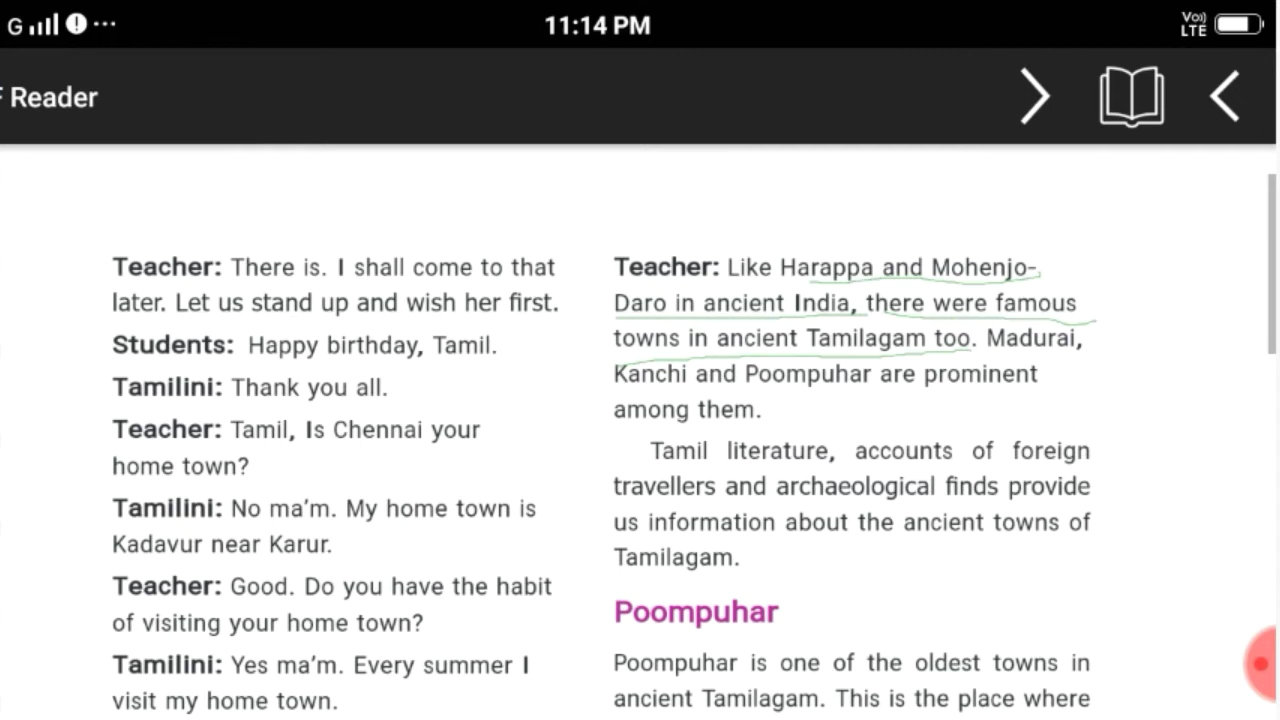 G
11:14 PM
Vo))
LTE
Reader
Teacher: There is. I shall come to that
later. Let us stand up and wish her first.
Students: Happy birthday, Tamil.
Tamilini: Thank you all.
Teacher: Tamil, Is Chennai your
home town?
Tamilini: No ma'm. My home town is
Kadavur near Karur.
Teacher: Good. Do you have the habit
of visiting your home town?
Tamilini: Yes ma'm. Every summer I
visit my home town.
Teacher: Like Harappa and Mohenjo-
Daro in ancient India, there were famous
towns in ancient Tamilagam too. Madurai,
Kanchi and Poompuhar are prominent
among them.
Tamil literature, accounts of foreign
travellers and archaeological finds provide
us information about the ancient towns of
Tamilagam.
Poompuhar
Poompuhar is one of the oldest towns in
ancient Tamilagam. This is the place where